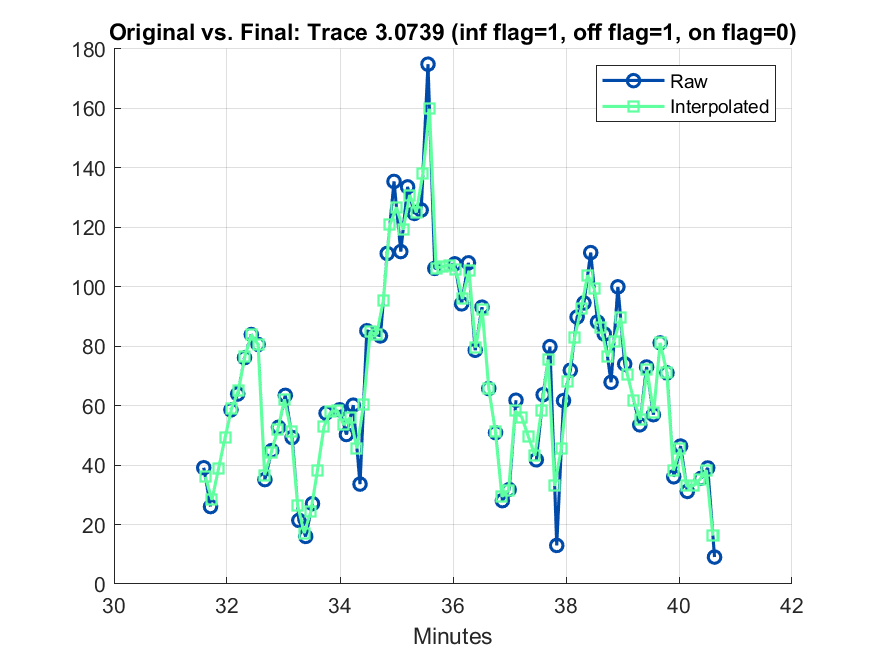 Original vs. Final: Trace 3.0739 (inf flag=1, off flag=1, on flag=0)
180
160
140
120
100
80
60
40
20
0
Raw
Interpolated
30 32 34 36 38 40 42
Minutes